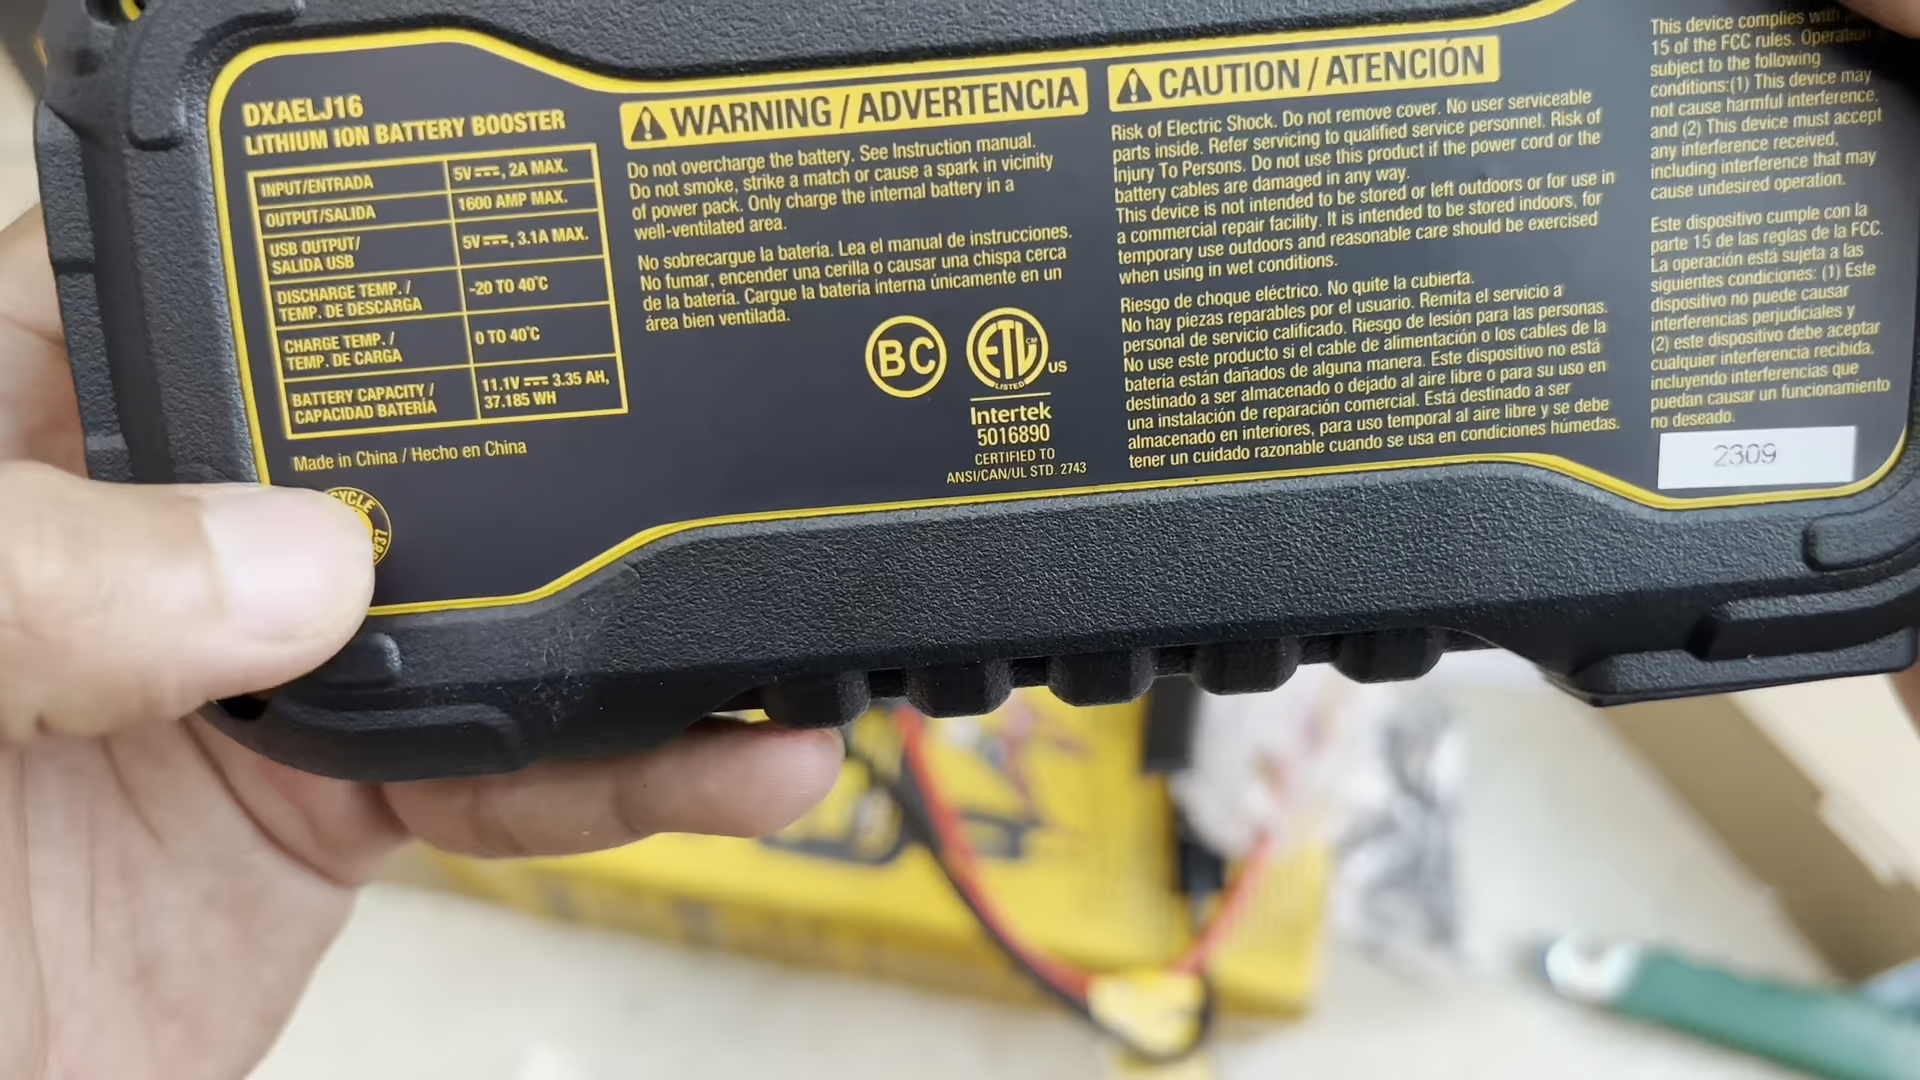 DXAELJ16
LITHIUM ION BATTERY BOOSTER
INPUT/ENTRADA 5V⎓, 2A MAX.
OUTPUT/SALIDA 1600 AMP MAX.
USB OUTPUT/
SALIDA USB
5V⎓, 3.1A MAX.
DISCHARGE TEMP. /
TEMP. DE DESCARGA
-20 TO 40°C
CHARGE TEMP. /
TEMP. DE CARGA
0 TO 40°C
BATTERY CAPACITY /
CAPACIDAD BATERÍA
11.1V⎓ 3.35 AH,
37.185 WH
Made in China / Hecho en China
WARNING / ADVERTENCIA
Do not overcharge the battery. See Instruction manual.
Do not smoke, strike a match or cause a spark in vicinity
of power pack. Only charge the internal battery in a
well-ventilated area.
No sobrecargue la batería. Lea el manual de instrucciones.
No fumar, encender una cerilla o causar una chispa cerca
de la batería. Cargue la batería interna únicamente en un
área bien ventilada.
BC
ETL
CM
LISTED
US
Intertek
5016890
CERTIFIED TO
ANSI/CAN/UL STD. 2743
CAUTION / ATENCIÓN
Risk of Electric Shock. Do not remove cover. No user serviceable
parts inside. Refer servicing to qualified service personnel. Risk of
Injury To Persons. Do not use this product if the power cord or the
battery cables are damaged in any way.
This device is not intended to be stored or left outdoors or for use in
a commercial repair facility. It is intended to be stored indoors, for
temporary use outdoors and reasonable care should be exercised
when using in wet conditions.
Riesgo de choque eléctrico. No quite la cubierta.
No hay piezas reparables por el usuario. Remita el servicio a
personal de servicio calificado. Riesgo de lesión para las personas.
No use este producto si el cable de alimentación o los cables de la
batería están dañados de alguna manera. Este dispositivo no está
destinado a ser almacenado o dejado al aire libre o para su uso en
una instalación de reparación comercial. Está destinado a ser
almacenado en interiores, para uso temporal al aire libre y se debe
tener un cuidado razonable cuando se usa en condiciones húmedas.
This device complies with
15 of the FCC rules. Operation
subject to the following
conditions:(1) This device may
not cause harmful interference,
and (2) This device must accept
any interference received,
including interference that may
cause undesired operation.
Este dispositivo cumple con la
parte 15 de las reglas de la FCC.
La operación está sujeta a las
siguientes condiciones: (1) Este
dispositivo no puede causar
interferencias perjudiciales y
(2) este dispositivo debe aceptar
cualquier interferencia recibida,
incluyendo interferencias que
puedan causar un funcionamiento
no deseado.
2309